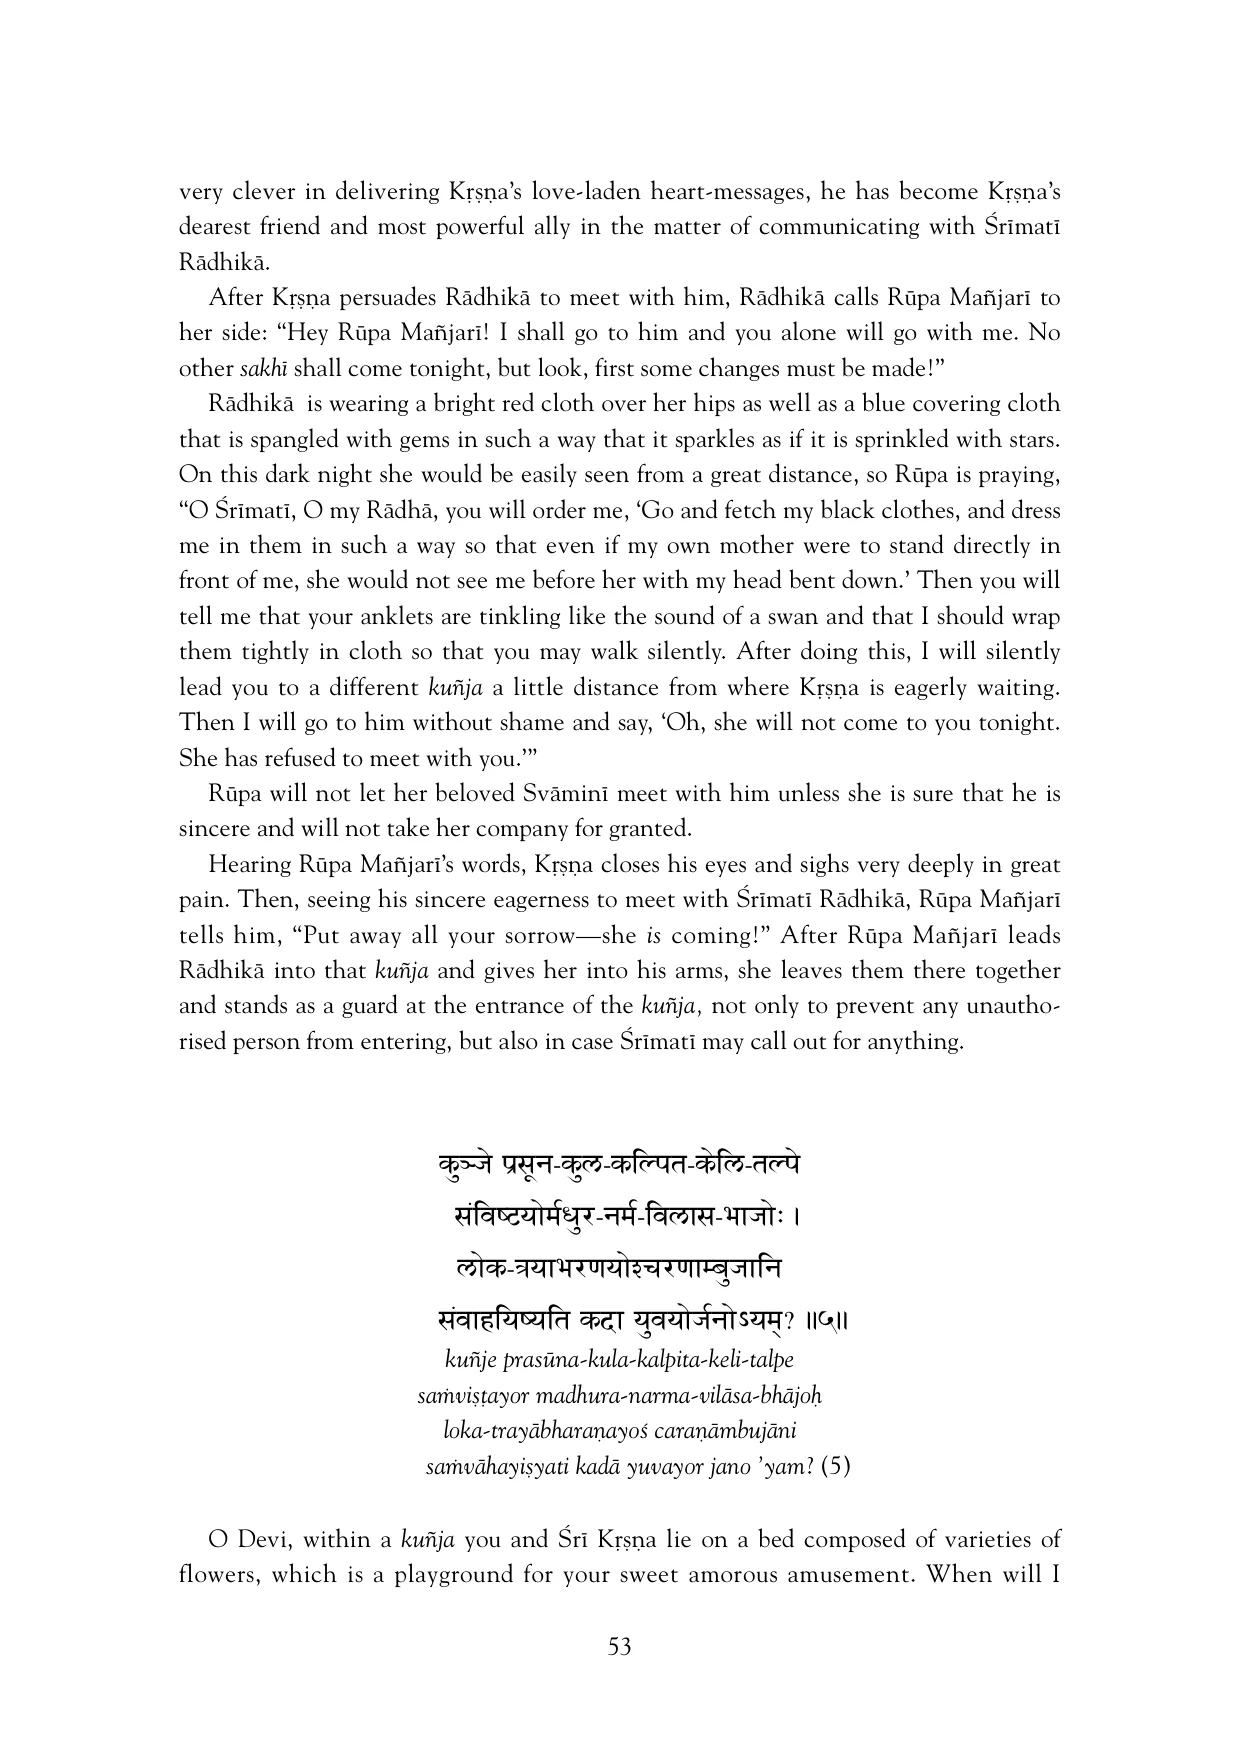 very clever in delivering Kṛṣṇa’s love-laden heart-messages, he has become Kṛṣṇa’s
dearest friend and most powerful ally in the matter of communicating with Śrīmatī
Rādhikā.
After Kṛṣṇa persuades Rādhikā to meet with him, Rādhikā calls Rūpa Mañjarī to
her side: “Hey Rūpa Mañjarī! I shall go to him and you alone will go with me. No
other sakhī shall come tonight, but look, first some changes must be made!”
Rādhikā is wearing a bright red cloth over her hips as well as a blue covering cloth
that is spangled with gems in such a way that it sparkles as if it is sprinkled with stars.
On this dark night she would be easily seen from a great distance, so Rūpa is praying,
“O Śrīmatī, O my Rādhā, you will order me, ‘Go and fetch my black clothes, and dress
me in them in such a way so that even if my own mother were to stand directly in
front of me, she would not see me before her with my head bent down.’ Then you will
tell me that your anklets are tinkling like the sound of a swan and that I should wrap
them tightly in cloth so that you may walk silently. After doing this, I will silently
lead you to a different kuñja a little distance from where Kṛṣṇa is eagerly waiting.
Then I will go to him without shame and say, ‘Oh, she will not come to you tonight.
She has refused to meet with you.’”
Rūpa will not let her beloved Svāminī meet with him unless she is sure that he is
sincere and will not take her company for granted.
Hearing Rūpa Mañjarī’s words, Kṛṣṇa closes his eyes and sighs very deeply in great
pain. Then, seeing his sincere eagerness to meet with Śrīmatī Rādhikā, Rūpa Mañjarī
tells him, “Put away all your sorrow—she is coming!” After Rūpa Mañjarī leads
Rādhikā into that kuñja and gives her into his arms, she leaves them there together
and stands as a guard at the entrance of the kuñja, not only to prevent any unautho-
rised person from entering, but also in case Śrīmatī may call out for anything.
कुञ्जे प्रसून-कुल-कल्पित-केलि-तल्पे
संविष्टयोर्मधुर-नर्म-विलास-भाजोः ।
लोक-त्रयाभरणयोश्चरणाम्बुजानि
संवाहयिष्यति कदा युवयोर्जनोऽयम्? ॥५॥
kuñje prasūna-kula-kalpita-keli-talpe
saṁviṣṭayor madhura-narma-vilāsa-bhājoḥ
loka-trayābharaṇayoś caraṇāmbujāni
saṁvāhayiṣyati kadā yuvayor jano ’yam? (5)
O Devi, within a kuñja you and Śrī Kṛṣṇa lie on a bed composed of varieties of
flowers, which is a playground for your sweet amorous amusement. When will I
53